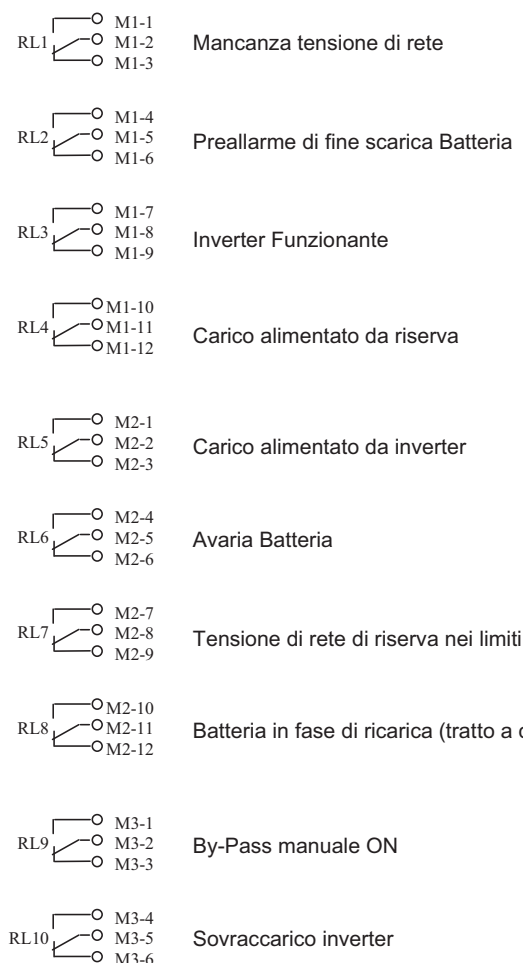 M1-1
RL1 M1-2 Mancanza tensione di rete
M1-3
M1-4
RL2 M1-5 Preallarme di fine scarica Batteria
M1-6
M1-7
RL3 M1-8 Inverter Funzionante
M1-9
M1-10
RL4 M1-11 Carico alimentato da riserva
M1-12
M2-1
RL5 M2-2 Carico alimentato da inverter
M2-3
M2-4
RL6 M2-5 Avaria Batteria
M2-6
M2-7
RL7 M2-8 Tensione di rete di riserva nei limiti
M2-9
M2-10
RL8 M2-11 Batteria in fase di ricarica (tratto a
M2-12
M3-1
RL9 M3-2 By-Pass manuale ON
M3-3
M3-4
RL10 M3-5 Sovraccarico inverter
M3-6